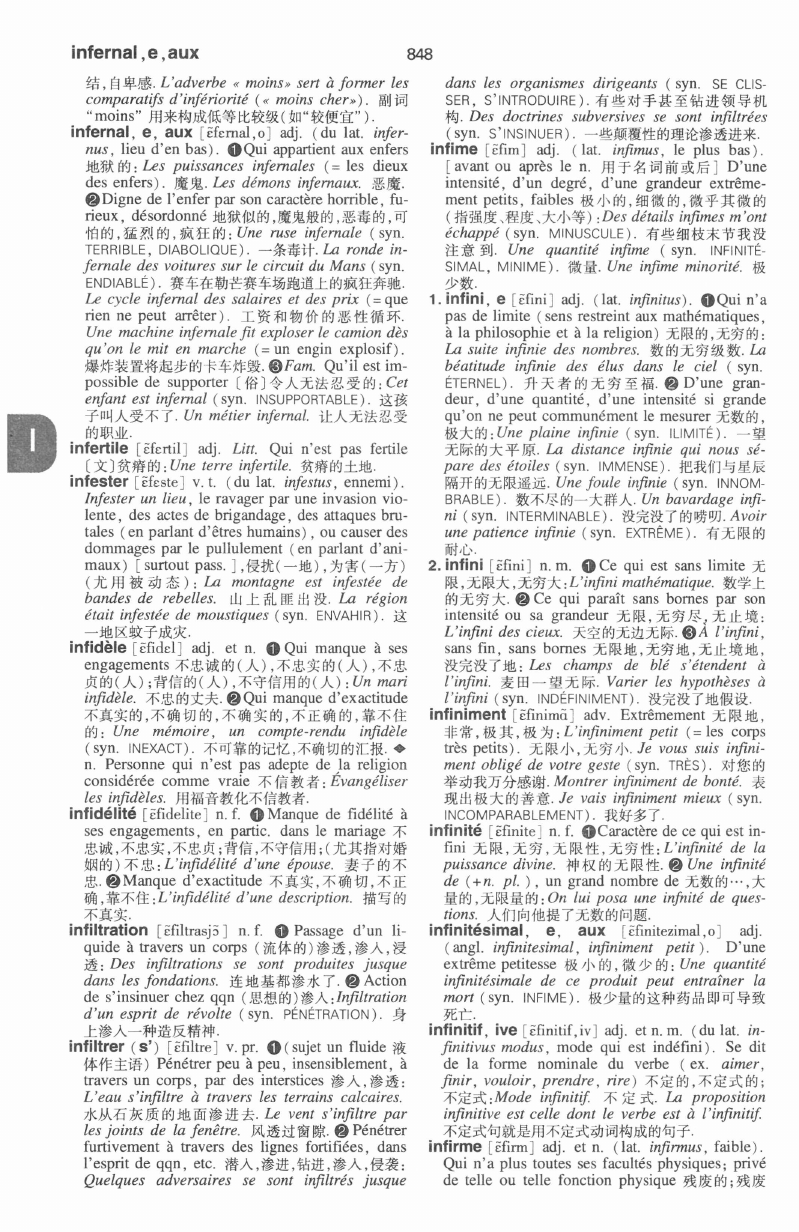 infernal,e,aux
848
结,自卑感. L'adverbe « moins» sert à former les
comparatifs d'infériorité (« moins cher»). 副词
“moins” 用来构成低等比较级(如“较便宜”).
infernal, e, aux [ɛ̃fɛrnal,o] adj. (du lat. infer-
nus, lieu d'en bas). ❶Qui appartient aux enfers
地狱的: Les puissances infernales (= les dieux
des enfers). 魔鬼. Les démons infernaux. 恶魔.
❷Digne de l'enfer par son caractère horrible, fu-
rieux, désordonné 地狱似的,魔鬼般的,恶毒的,可
怕的,猛烈的,疯狂的: Une ruse infernale (syn.
TERRIBLE, DIABOLIQUE). 一条毒计. La ronde in-
fernale des voitures sur le circuit du Mans (syn.
ENDIABLÉ). 赛车在勒芒赛车场跑道上的疯狂奔驰.
Le cycle infernal des salaires et des prix (= que
rien ne peut arrêter). 工资和物价的恶性循环.
Une machine infernale fit exploser le camion dès
qu'on le mit en marche (= un engin explosif).
爆炸装置将起步的卡车炸毁. ❸Fam. Qu'il est im-
possible de supporter [俗]令人无法忍受的: Cet
enfant est infernal (syn. INSUPPORTABLE). 这孩
子叫人受不了. Un métier infernal. 让人无法忍受
的职业.
infertile [ɛ̃fɛrtil] adj. Litt. Qui n'est pas fertile
[文]贫瘠的: Une terre infertile. 贫瘠的土地.
infester [ɛ̃fɛste] v. t. (du lat. infestus, ennemi).
Infester un lieu, le ravager par une invasion vio-
lente, des actes de brigandage, des attaques bru-
tales (en parlant d'êtres humains), ou causer des
dommages par le pullulement (en parlant d'ani-
maux) [surtout pass.],侵扰(一地),为害(一方)
(尤用被动态): La montagne est infestée de
bandes de rebelles. 山上乱匪出没. La région
était infestée de moustiques (syn. ENVAHIR). 这
一地区蚊子成灾.
infidèle [ɛ̃fidɛl] adj. et n. ❶Qui manque à ses
engagements 不忠诚的(人),不忠实的(人),不忠
贞的(人);背信的(人),不守信用的(人): Un mari
infidèle. 不忠的丈夫. ❷Qui manque d'exactitude
不真实的,不确切的,不确实的,不正确的,靠不住
的: Une mémoire, un compte-rendu infidèle
(syn. INEXACT). 不可靠的记忆,不确切的汇报. ◆
n. Personne qui n'est pas adepte de la religion
considérée comme vraie 不信教者: Évangéliser
les infidèles. 用福音教化不信教者.
infidélité [ɛ̃fidelite] n. f. ❶Manque de fidélité à
ses engagements, en partic. dans le mariage 不
忠诚,不忠实,不忠贞;背信,不守信用;(尤其指对婚
姻的)不忠: L'infidélité d'une épouse. 妻子的不
忠. ❷Manque d'exactitude 不真实,不确切,不正
确,靠不住: L'infidélité d'une description. 描写的
不真实.
infiltration [ɛ̃filtrasjɔ̃] n. f. ❶ Passage d'un li-
quide à travers un corps (流体的)渗透,渗入,浸
透: Des infiltrations se sont produites jusque
dans les fondations. 连地基都渗水了. ❷Action
de s'insinuer chez qqn (思想的)渗入:Infiltration
d'un esprit de révolte (syn. PÉNÉTRATION). 身
上渗入一种造反精神.
infiltrer (s') [ɛ̃filtre] v. pr. ❶(sujet un fluide 液
体作主语) Pénétrer peu à peu, insensiblement, à
travers un corps, par des interstices 渗入,渗透:
L'eau s'infiltre à travers les terrains calcaires.
水从石灰质的地面渗进去. Le vent s'infiltre par
les joints de la fenêtre. 风透过窗隙. ❷Pénétrer
furtivement à travers des lignes fortifiées, dans
l'esprit de qqn, etc. 潜入,渗进,钻进,渗入,侵袭:
Quelques adversaires se sont infiltrés jusque
dans les organismes dirigeants (syn. SE GLIS-
SER, S'INTRODUIRE). 有些对手甚至钻进领导机
构. Des doctrines subversives se sont infiltrées
(syn. S'INSINUER). 一些颠覆性的理论渗透进来.
infime [ɛ̃fim] adj. (lat. infimus, le plus bas).
[avant ou après le n. 用于名词前或后] D'une
intensité, d'un degré, d'une grandeur extrême-
ment petits, faibles 极小的,细微的,微乎其微的
(指强度、程度、大小等):Des détails infimes m'ont
échappé (syn. MINUSCULE). 有些细枝末节我没
注意到. Une quantité infime (syn. INFINITÉ-
SIMAL, MINIME). 微量. Une infime minorité. 极
少数.
1. infini, e [ɛ̃fini] adj. (lat. infinitus). ❶Qui n'a
pas de limite (sens restreint aux mathématiques,
à la philosophie et à la religion) 无限的,无穷的:
La suite infinie des nombres. 数的无穷级数. La
béatitude infinie des élus dans le ciel (syn.
ÉTERNEL). 升天者的无穷至福. ❷ D'une gran-
deur, d'une quantité, d'une intensité si grande
qu'on ne peut communément le mesurer 无数的,
极大的: Une plaine infinie (syn. ILIMITÉ). 一望
无际的大平原. La distance infinie qui nous sé-
pare des étoiles (syn. IMMENSE). 把我们与星辰
隔开的无限遥远. Une foule infinie (syn. INNOM-
BRABLE). 数不尽的一大群人. Un bavardage infi-
ni (syn. INTERMINABLE). 没完没了的唠叨. Avoir
une patience infinie (syn. EXTRÊME). 有无限的
耐心.
2. infini [ɛ̃fini] n. m. ❶Ce qui est sans limite 无
限,无限大,无穷大: L'infini mathématique. 数学上
的无穷大. ❷Ce qui paraît sans bornes par son
intensité ou sa grandeur 无限,无穷尽,无止境:
L'infini des cieux. 天空的无边无际. ❸À l'infini,
sans fin, sans bornes 无限地,无穷地,无止境地,
没完没了地: Les champs de blé s'étendent à
l'infini. 麦田一望无际. Varier les hypothèses à
l'infini (syn. INDÉFINIMENT). 没完没了地假设.
infiniment [ɛ̃finimɑ̃] adv. Extrêmement 无限地,
非常,极其,极为: L'infiniment petit (= les corps
très petits). 无限小,无穷小. Je vous suis infini-
ment obligé de votre geste (syn. TRÈS). 对您的
举动我万分感谢. Montrer infiniment de bonté. 表
现出极大的善意. Je vais infiniment mieux (syn.
INCOMPARABLEMENT). 我好多了.
infinité [ɛ̃finite] n. f. ❶Caractère de ce qui est in-
fini 无限,无穷,无限性,无穷性: L'infinité de la
puissance divine. 神权的无限性. ❷ Une infinité
de (+n. pl.), un grand nombre de 无数的…,大
量的,无限量的: On lui posa une infnité de ques-
tions. 人们向他提了无数的问题.
infinitésimal, e, aux [ɛ̃finitezimal,o] adj.
(angl. infinitesimal, infiniment petit). D'une
extrême petitesse 极小的,微少的: Une quantité
infinitésimale de ce produit peut entraîner la
mort (syn. INFIME). 极少量的这种药品即可导致
死亡.
infinitif, ive [ɛ̃finitif,iv] adj. et n. m. (du lat. in-
finitivus modus, mode qui est indéfini). Se dit
de la forme nominale du verbe (ex. aimer,
finir, vouloir, prendre, rire) 不定的,不定式的;
不定式:Mode infinitif. 不定式. La proposition
infinitive est celle dont le verbe est à l'infinitif.
不定式句就是用不定式动词构成的句子.
infirme [ɛ̃firm] adj. et n. (lat. infirmus, faible).
Qui n'a plus toutes ses facultés physiques; privé
de telle ou telle fonction physique 残废的;残废
I